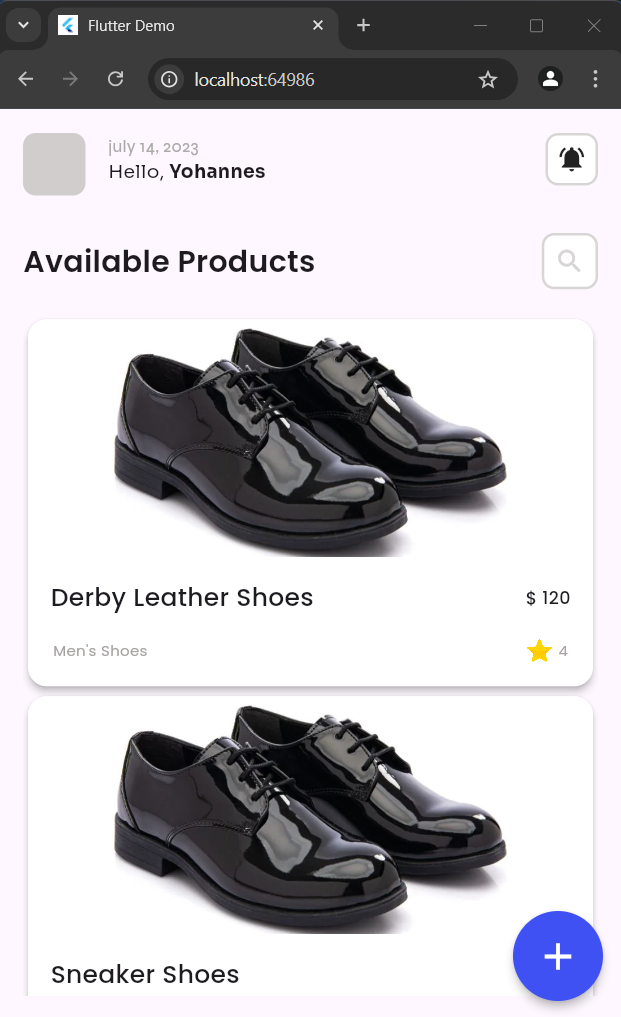 Flutter Demo
localhost:64986
july 14, 2023
Hello, Yohannes
Available Products
Derby Leather Shoes
$ 120
Men's Shoes
4
Sneaker Shoes